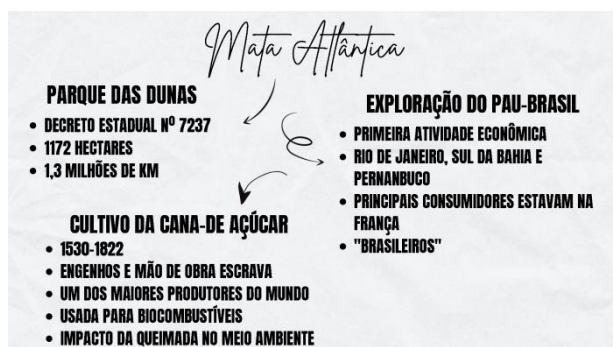 Mata Atlântica
PARQUE DAS DUNAS
• DECRETO ESTADUAL Nº 7237
• 1172 HECTARES
• 1,3 MILHÕES DE KM
EXPLORAÇÃO DO PAU-BRASIL
• PRIMEIRA ATIVIDADE ECONÔMICA
• RIO DE JANEIRO, SUL DA BAHIA E
PERNANBUCO
• PRINCIPAIS CONSUMIDORES ESTAVAM NA
FRANÇA
• "BRASILEIROS"
CULTIVO DA CANA-DE AÇÚCAR
• 1530-1822
• ENGENHOS E MÃO DE OBRA ESCRAVA
• UM DOS MAIORES PRODUTORES DO MUNDO
• USADA PARA BIOCOMBUSTÍVEIS
• IMPACTO DA QUEIMADA NO MEIO AMBIENTE